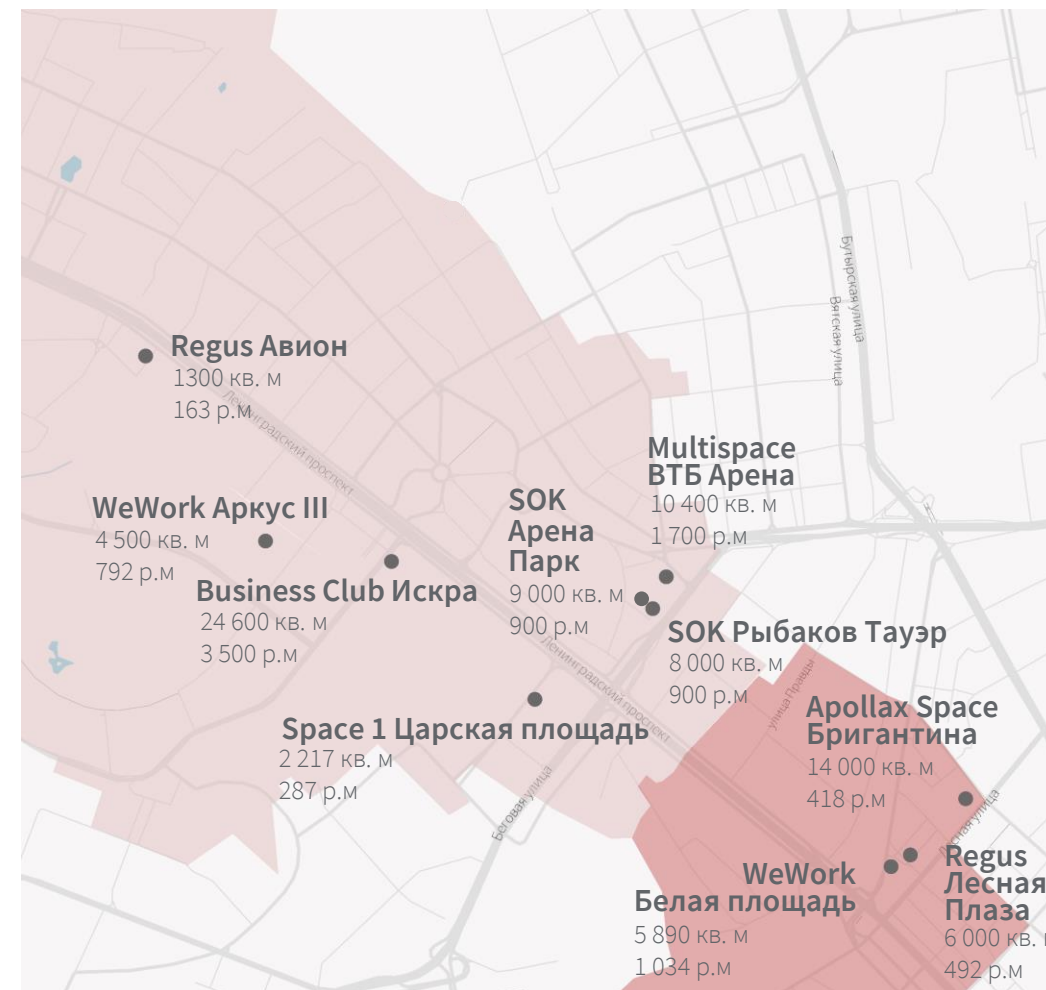 Бутырская улица
Вятская улица
Regus Авион
1300 кв. м
163 р.м
Ленинградский проспект
Multispace
ВТБ Арена
10 400 кв. м
1 700 р.м
WeWork Аркус III
4 500 кв. м
792 р.м
SOK
Арена
Парк
9 000 кв. м
900 р.м
Business Club Искра
24 600 кв. м
3 500 р.м
SOK Рыбаков Тауэр
8 000 кв. м
900 р.м
Ленинградский проспект
улица Правды
Space 1 Царская площадь
2 217 кв. м
287 р.м
Беговая улица
Apollax Space
Бригантина
14 000 кв. м
418 р.м
Лесная улица
WeWork
Белая площадь
5 890 кв. м
1 034 р.м
Regus
Лесная
Плаза
6 000 кв.
492 р.м